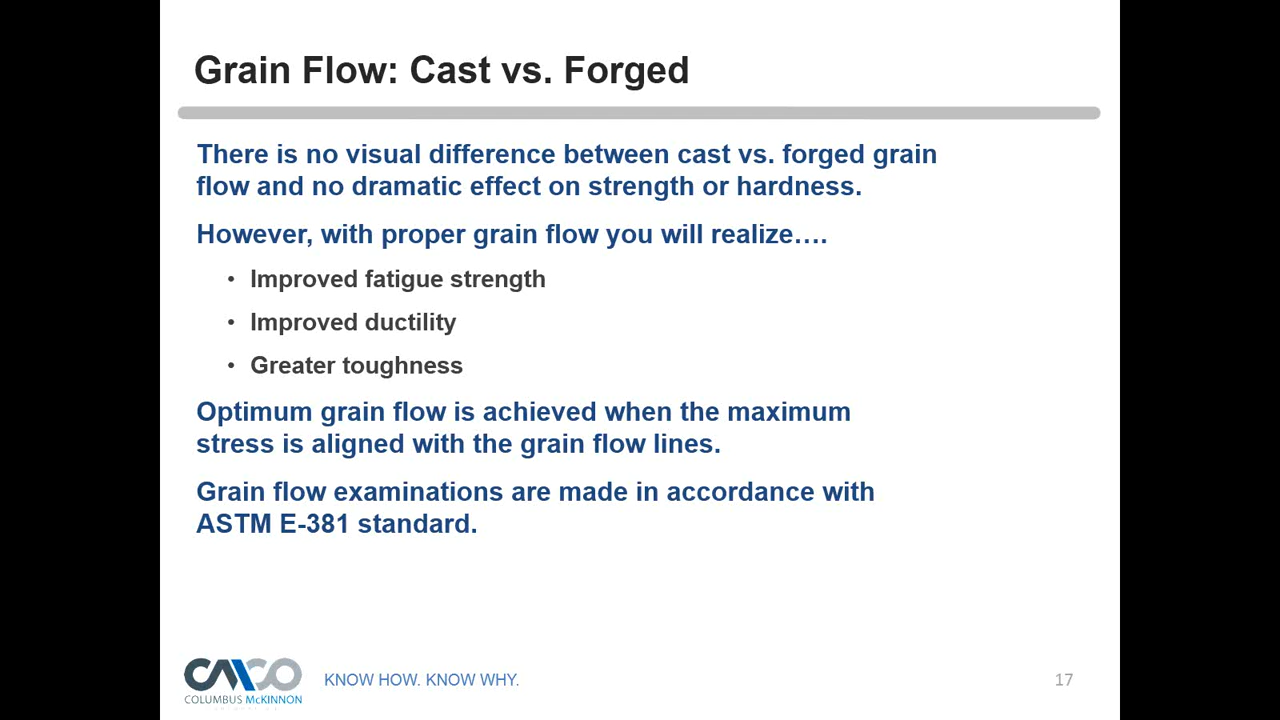 Grain Flow: Cast vs. Forged
There is no visual difference between cast vs. forged grain
flow and no dramatic effect on strength or hardness.
However, with proper grain flow you will realize….
• Improved fatigue strength
• Improved ductility
• Greater toughness
Optimum grain flow is achieved when the maximum
stress is aligned with the grain flow lines.
Grain flow examinations are made in accordance with
ASTM E-381 standard.
CMCO
COLUMBUS McKINNON
KNOW HOW. KNOW WHY.
17